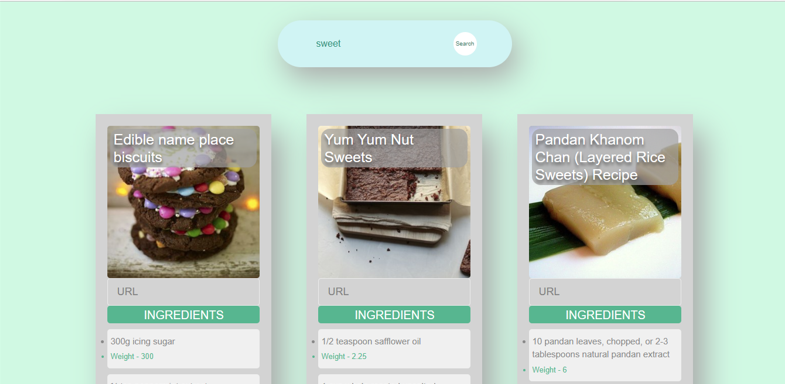 sweet
Search
Edible name place
biscuits
URL
INGREDIENTS
300g icing sugar
Weight - 300
Yum Yum Nut
Sweets
URL
INGREDIENTS
1/2 teaspoon safflower oil
Weight - 2.25
Pandan Khanom
Chan (Layered Rice
Sweets) Recipe
URL
INGREDIENTS
10 pandan leaves, chopped, or 2-3
tablespoons natural pandan extract
Weight - 6